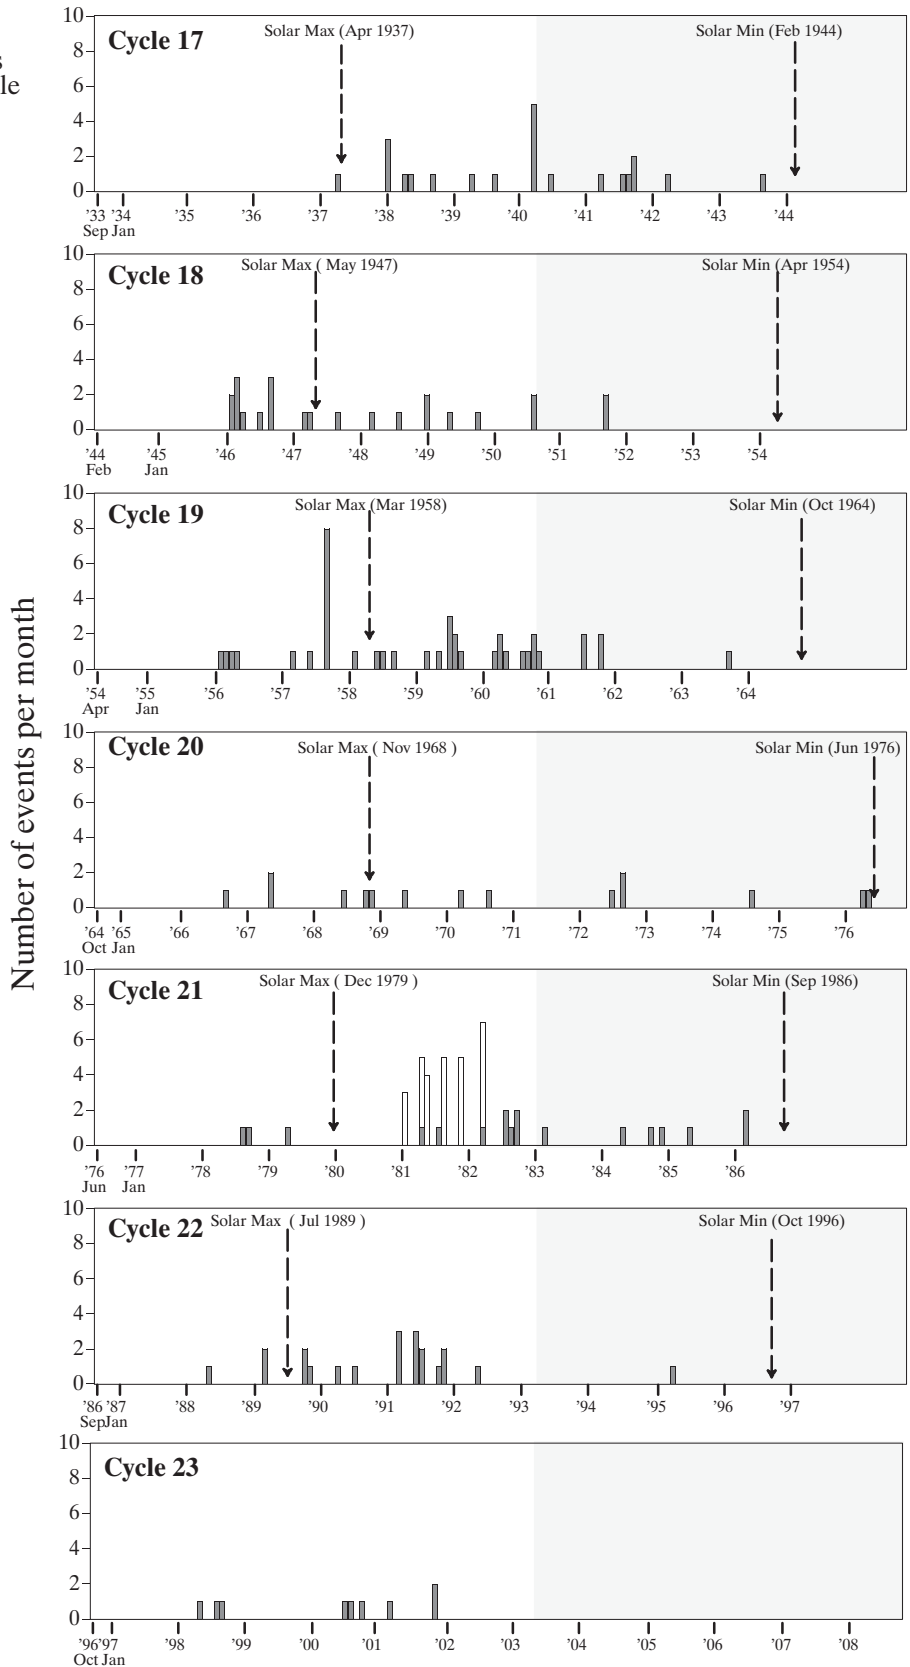 s
le
Number of events per month
10
8
6
4
2
0
Cycle 17
Solar Max (Apr 1937)
Solar Min (Feb 1944)
’33 ’34 ’35 ’36 ’37 ’38 ’39 ’40 ’41 ’42 ’43 ’44
Sep Jan
10
8
6
4
2
0
Cycle 18
Solar Max ( May 1947)
Solar Min (Apr 1954)
’44 ’45 ’46 ’47 ’48 ’49 ’50 ’51 ’52 ’53 ’54
Feb Jan
10
8
6
4
2
0
Cycle 19
Solar Max (Mar 1958)
Solar Min (Oct 1964)
’54 ’55 ’56 ’57 ’58 ’59 ’60 ’61 ’62 ’63 ’64
Apr Jan
10
8
6
4
2
0
Cycle 20
Solar Max ( Nov 1968 )
Solar Min (Jun 1976)
’64 ’65 ’66 ’67 ’68 ’69 ’70 ’71 ’72 ’73 ’74 ’75 ’76
Oct Jan
10
8
6
4
2
0
Cycle 21
Solar Max ( Dec 1979 )
Solar Min (Sep 1986)
’76 ’77 ’78 ’79 ’80 ’81 ’82 ’83 ’84 ’85 ’86
Jun Jan
10
8
6
4
2
0
Cycle 22
Solar Max ( Jul 1989 )
Solar Min (Oct 1996)
’86 ’87 ’88 ’89 ’90 ’91 ’92 ’93 ’94 ’95 ’96 ’97
SepJan
10
8
6
4
2
0
Cycle 23
’96’97 ’98 ’99 ’00 ’01 ’02 ’03 ’04 ’05 ’06 ’07 ’08
Oct Jan